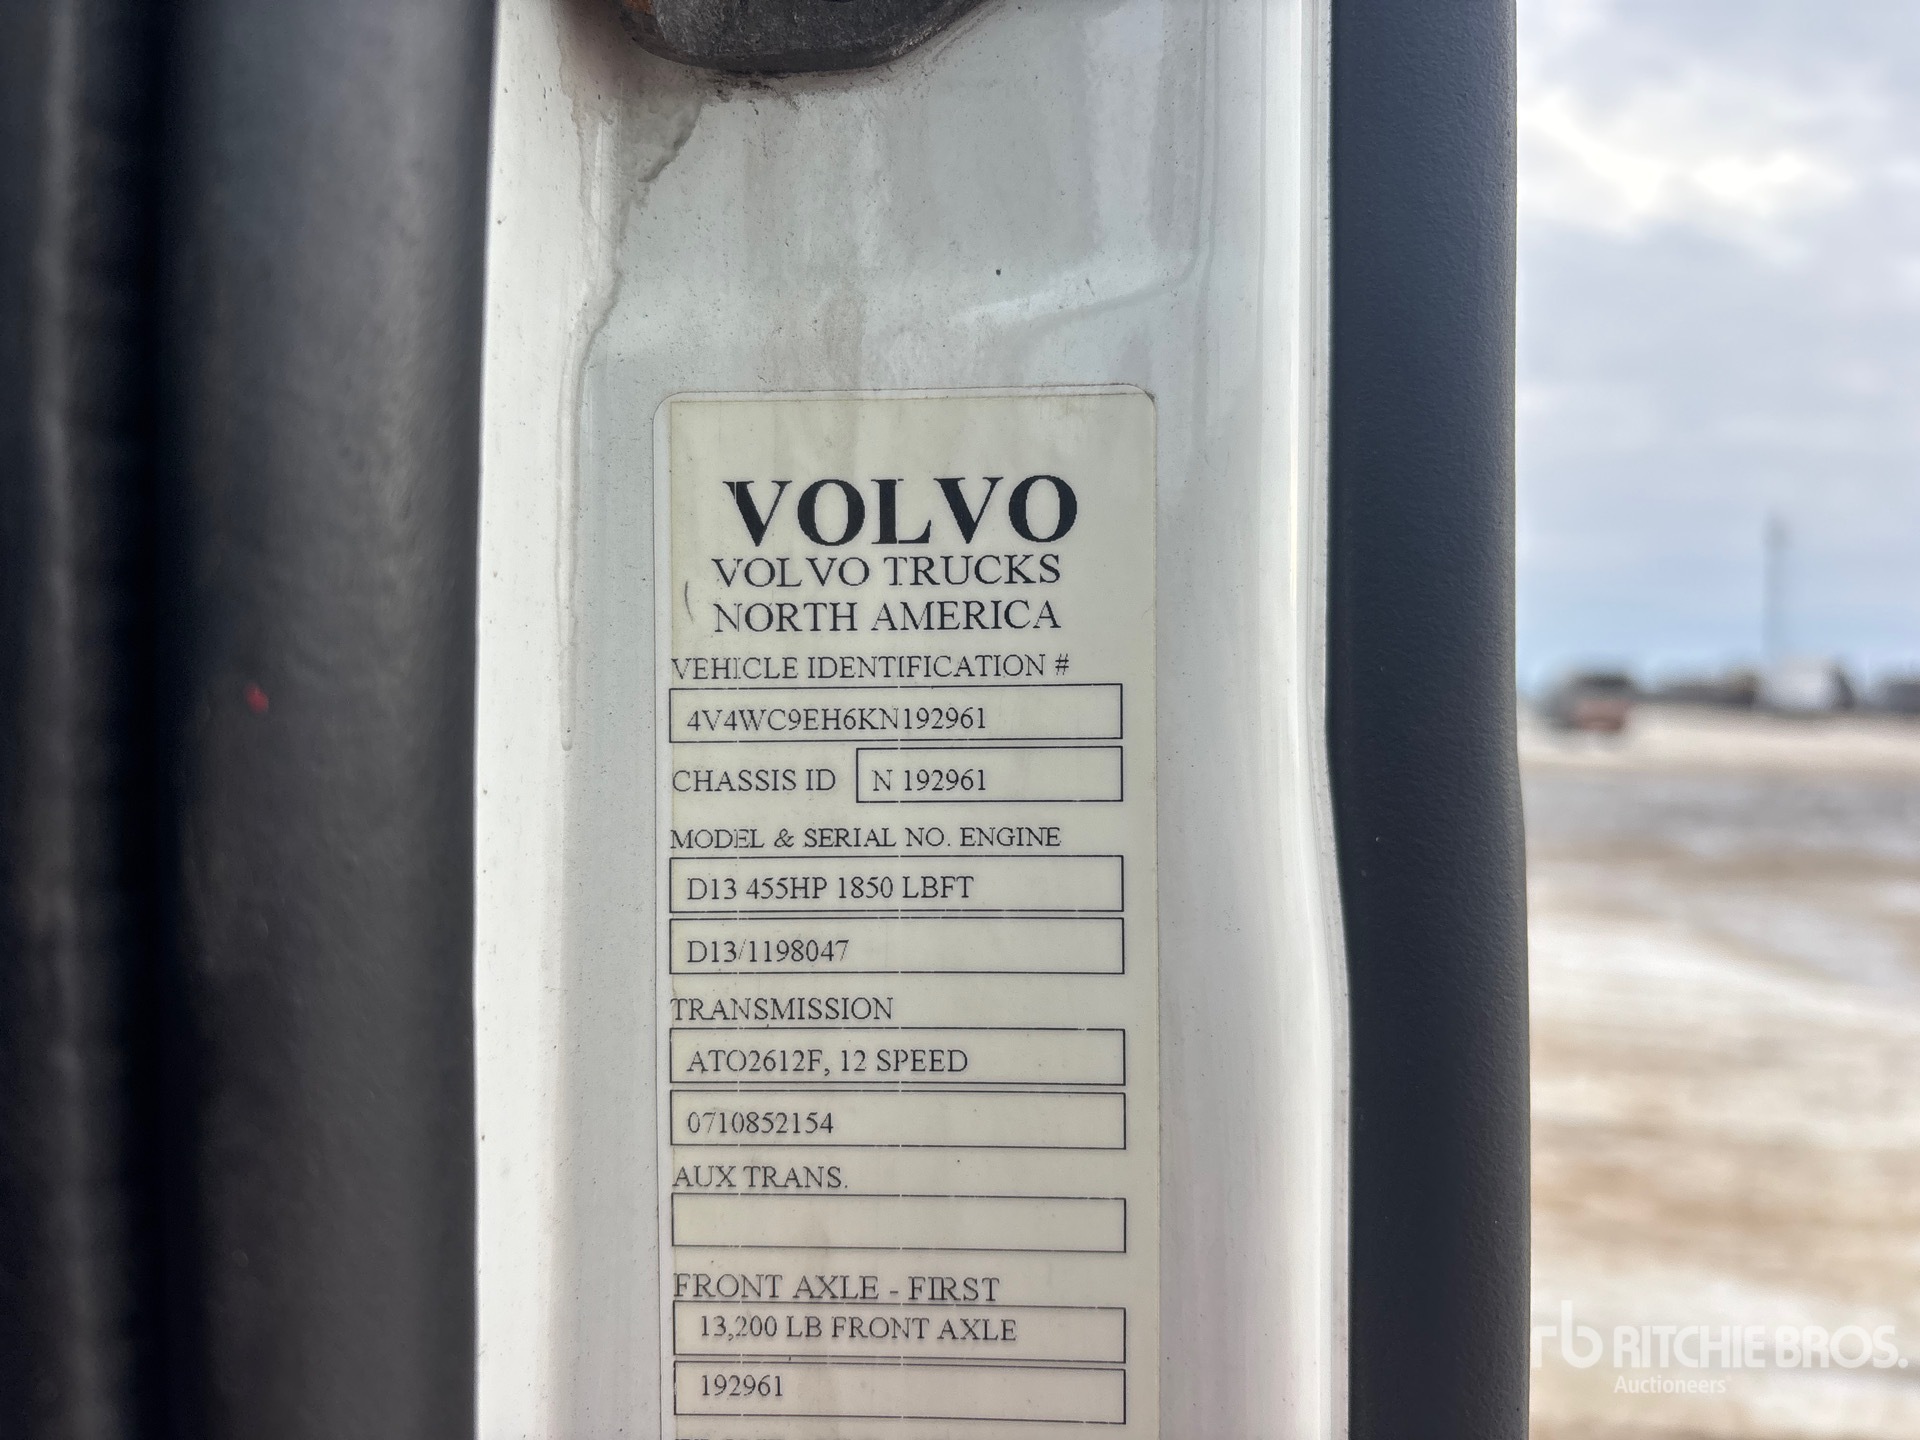 VOLVO
VOLVO TRUCKS
NORTH AMERICA
VEHICLE IDENTIFICATION #
4V4WC9EH6KN192961
CHASSIS ID N 192961
MODEL & SERIAL NO. ENGINE
D13 455HP 1850 LBFT
D13/1198047
TRANSMISSION
ATO2612F, 12 SPEED
0710852154
AUX TRANS.
FRONT AXLE - FIRST
13,200 LB FRONT AXLE
192961
rb RITCHIE BROS.
Auctioneers